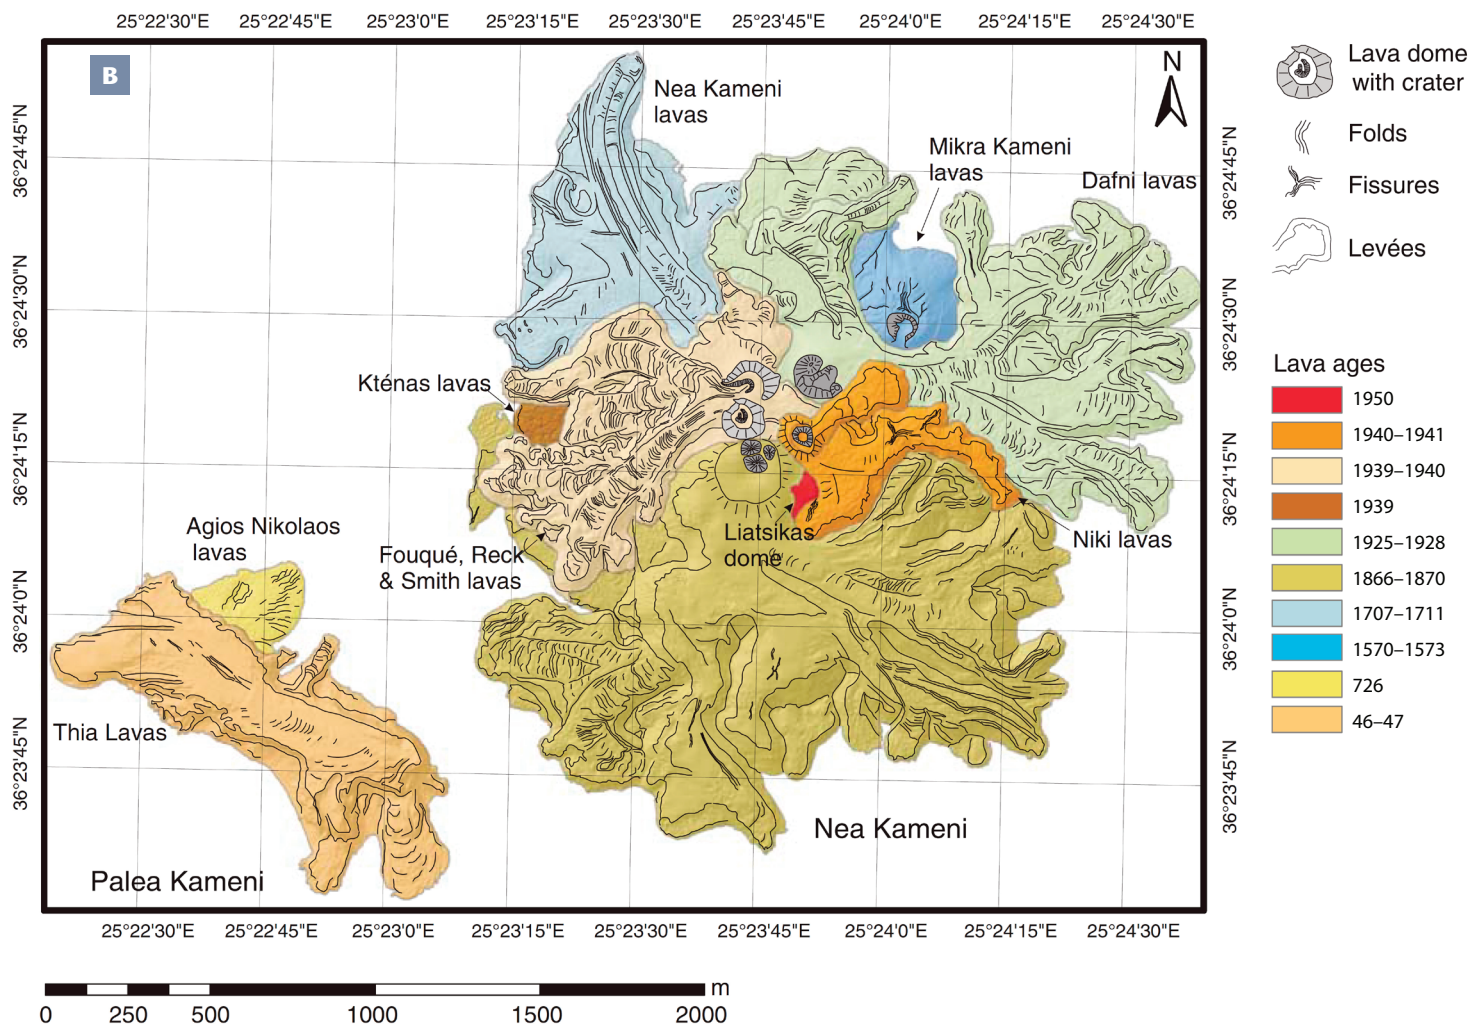 25°22'30"E 25°22'45"E 25°23'0"E 25°23'15"E 25°23'30"E 25°23'45"E 25°24'0"E 25°24'15"E 25°24'30"E
B
N
Nea Kameni
lavas
Mikra Kameni
lavas
Dafni lavas
Kténas lavas
Agios Nikolaos
lavas
Fouqué, Reck
& Smith lavas
Liatsikas
dome
Niki lavas
Thia Lavas
Nea Kameni
Palea Kameni
36°24'45"N
36°24'30"N
36°24'15"N
36°24'0"N
36°23'45"N
36°24'45"N
36°24'30"N
36°24'15"N
36°24'0"N
36°23'45"N
25°22'30"E 25°22'45"E 25°23'0"E 25°23'15"E 25°23'30"E 25°23'45"E 25°24'0"E 25°24'15"E 25°24'30"E
m
0 250 500 1000 1500 2000
Lava dome
with crater
Folds
Fissures
Levées
Lava ages
1950
1940–1941
1939–1940
1939
1925–1928
1866–1870
1707–1711
1570–1573
726
46–47